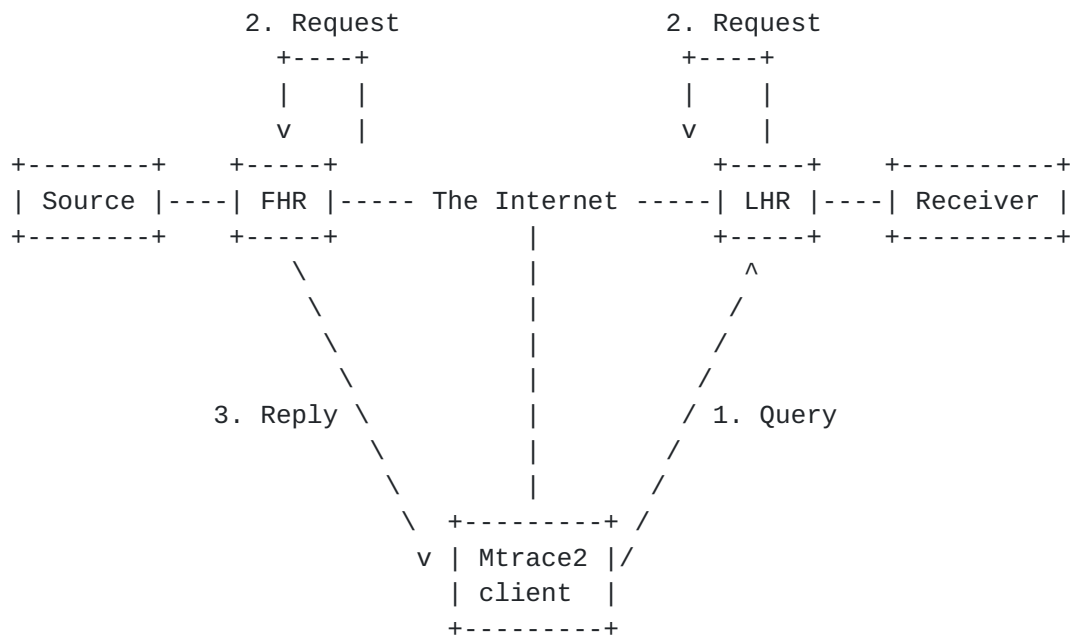 2. Request 2. Request
Source FHR The Internet LHR Receiver
3. Reply 1. Query
Mtrace2
client